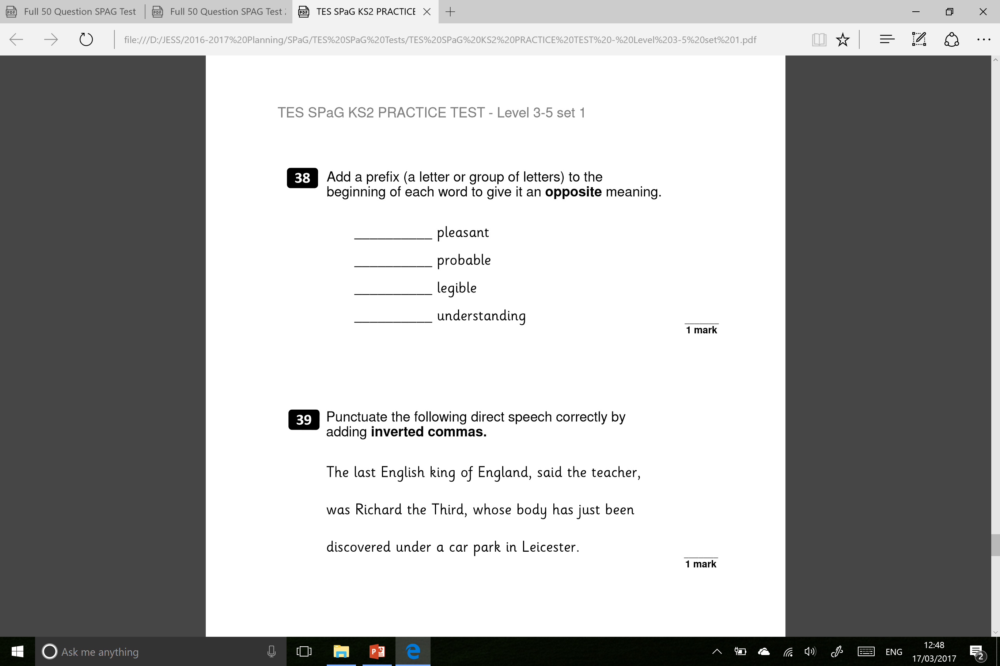 Full 50 Question SPAG Test
Full 50 Question SPAG Test
TES SPaG KS2 PRACTICE
file:///D:/JESS/2016-2017%20Planning/SPaG/TES%20SPaG%20Tests/TES%20SPaG%20KS2%20PRACTICE%20TEST%20-%20Level%203-5%20set%201.pdf
TES SPaG KS2 PRACTICE TEST - Level 3-5 set 1
38 Add a prefix (a letter or group of letters) to the
beginning of each word to give it an opposite meaning.
__________ pleasant
__________ probable
__________ legible
__________ understanding
1 mark
39 Punctuate the following direct speech correctly by
adding inverted commas.
The last English king of England, said the teacher,
was Richard the Third, whose body has just been
discovered under a car park in Leicester.
1 mark
Ask me anything
ENG
12:48
17/03/2017
2